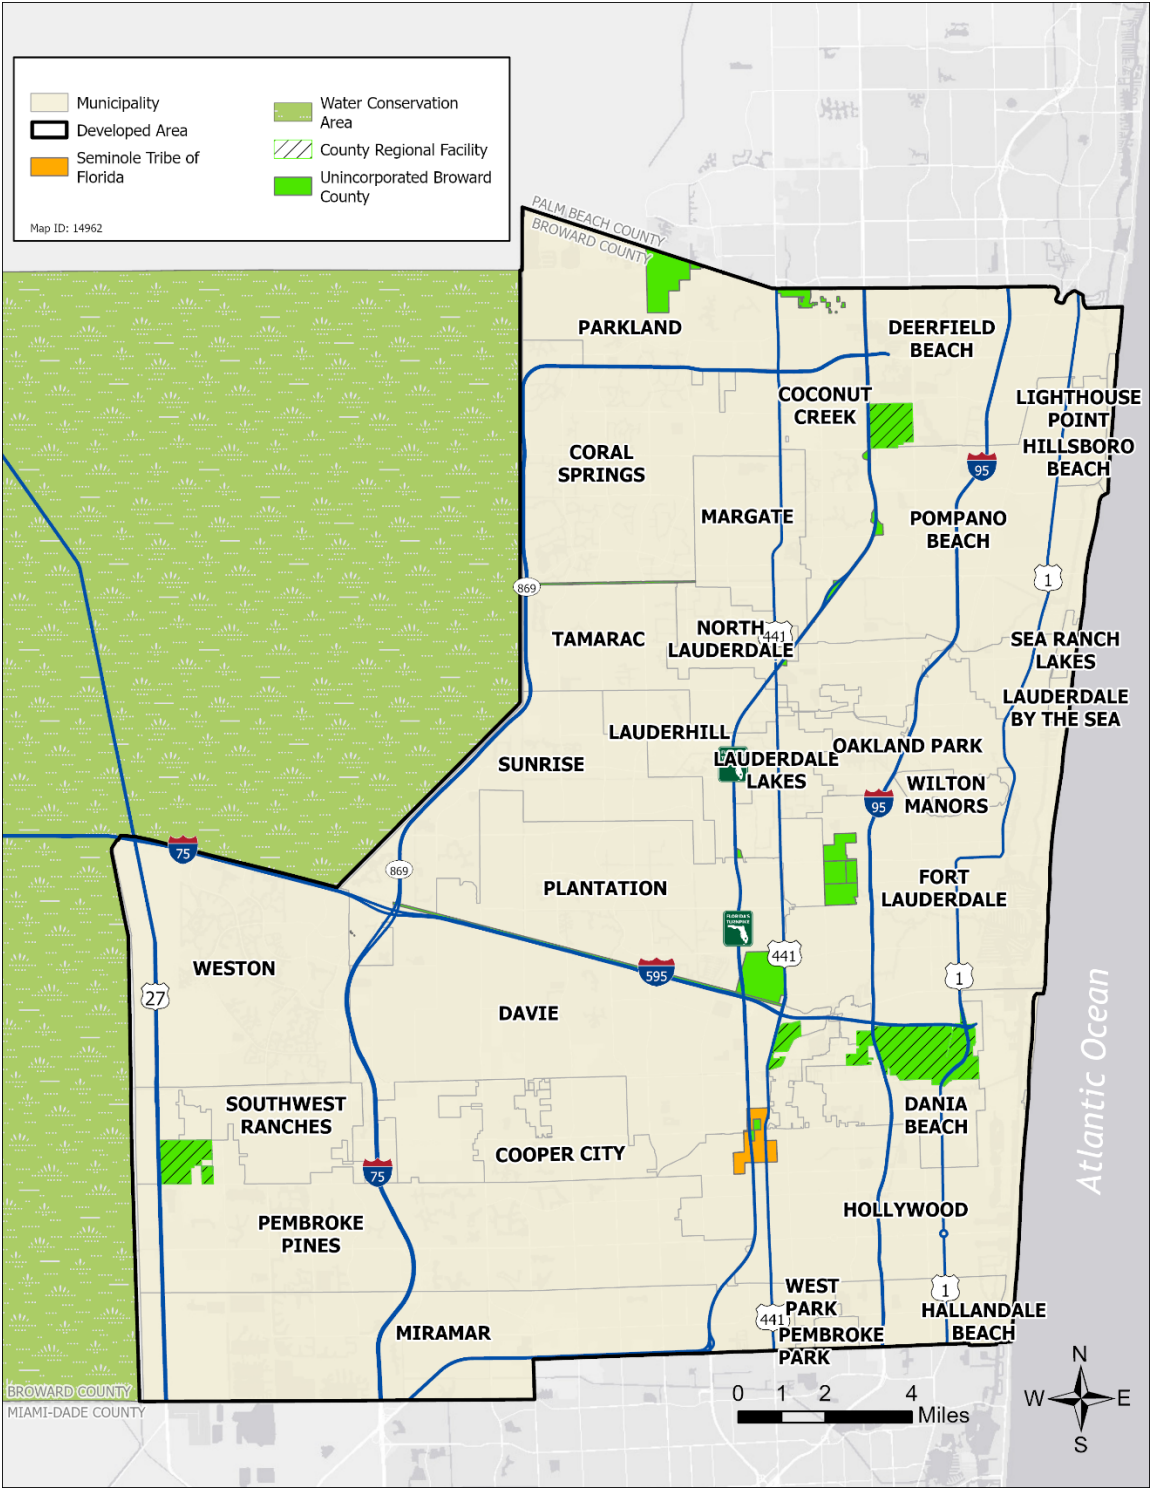 Municipality
Developed Area
Seminole Tribe of
Florida
Water Conservation
Area
County Regional Facility
Unincorporated Broward
County
Map ID: 14962
PALM BEACH COUNTY
BROWARD COUNTY
PARKLAND
DEERFIELD
BEACH
COCONUT
CREEK
LIGHTHOUSE
POINT
HILLSBORO
BEACH
CORAL
SPRINGS
95
MARGATE
POMPANO
BEACH
869
1
TAMARAC
NORTH
LAUDERDALE
441
SEA RANCH
LAKES
LAUDERDALE
BY THE SEA
LAUDERHILL
SUNRISE
LAUDERDALE
LAKES
OAKLAND PARK
WILTON
MANORS
95
75
869
PLANTATION
FORT
LAUDERDALE
WESTON
595
441
1
27
DAVIE
Atlantic Ocean
SOUTHWEST
RANCHES
COOPER CITY
DANIA
BEACH
75
PEMBROKE
PINES
HOLLYWOOD
WEST
PARK
1
441
MIRAMAR
PEMBROKE
PARK
HALLANDALE
BEACH
BROWARD COUNTY
MIAMI-DADE COUNTY
0 1 2 4
Miles
N
W E
S